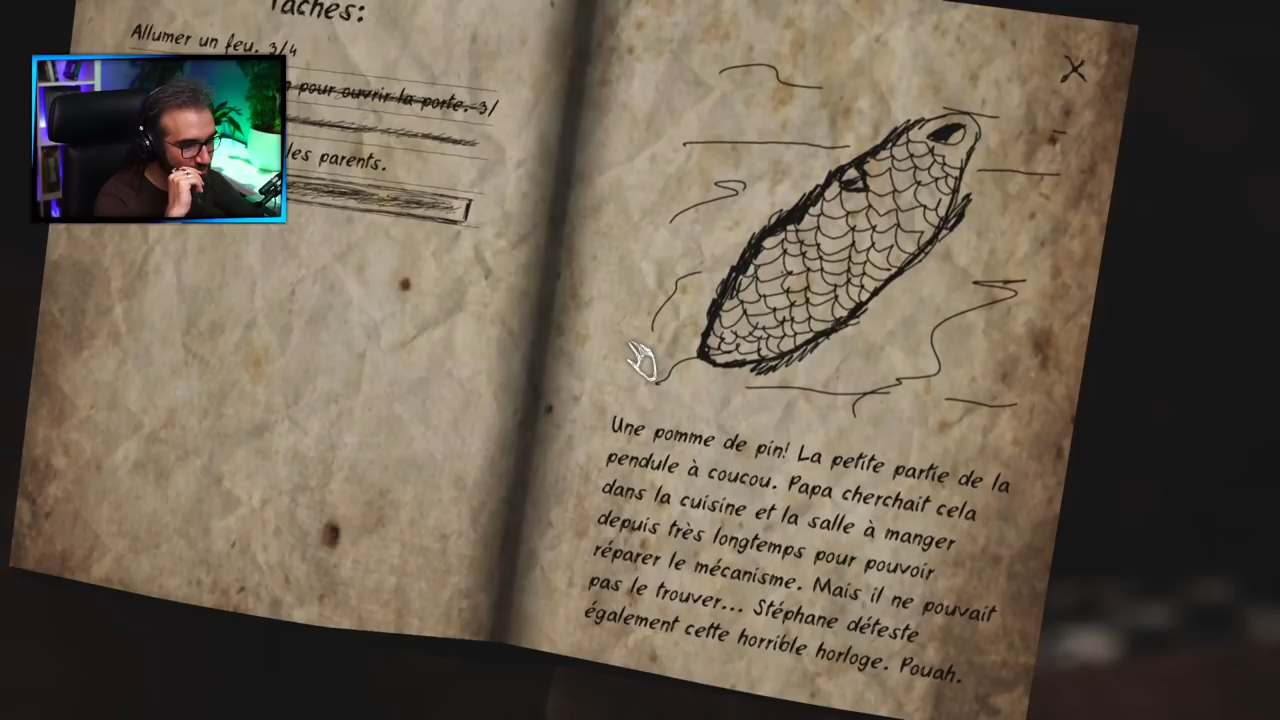 Tâches:
Allumer un feu. 3/4
pour ouvrir la porte. 3/
les parents.
Une pomme de pin! La petite partie de la
pendule à coucou. Papa cherchait cela
dans la cuisine et la salle à manger
depuis très longtemps pour pouvoir
réparer le mécanisme. Mais il ne pouvait
pas le trouver... Stéphane déteste
également cette horrible horloge. Pouah.